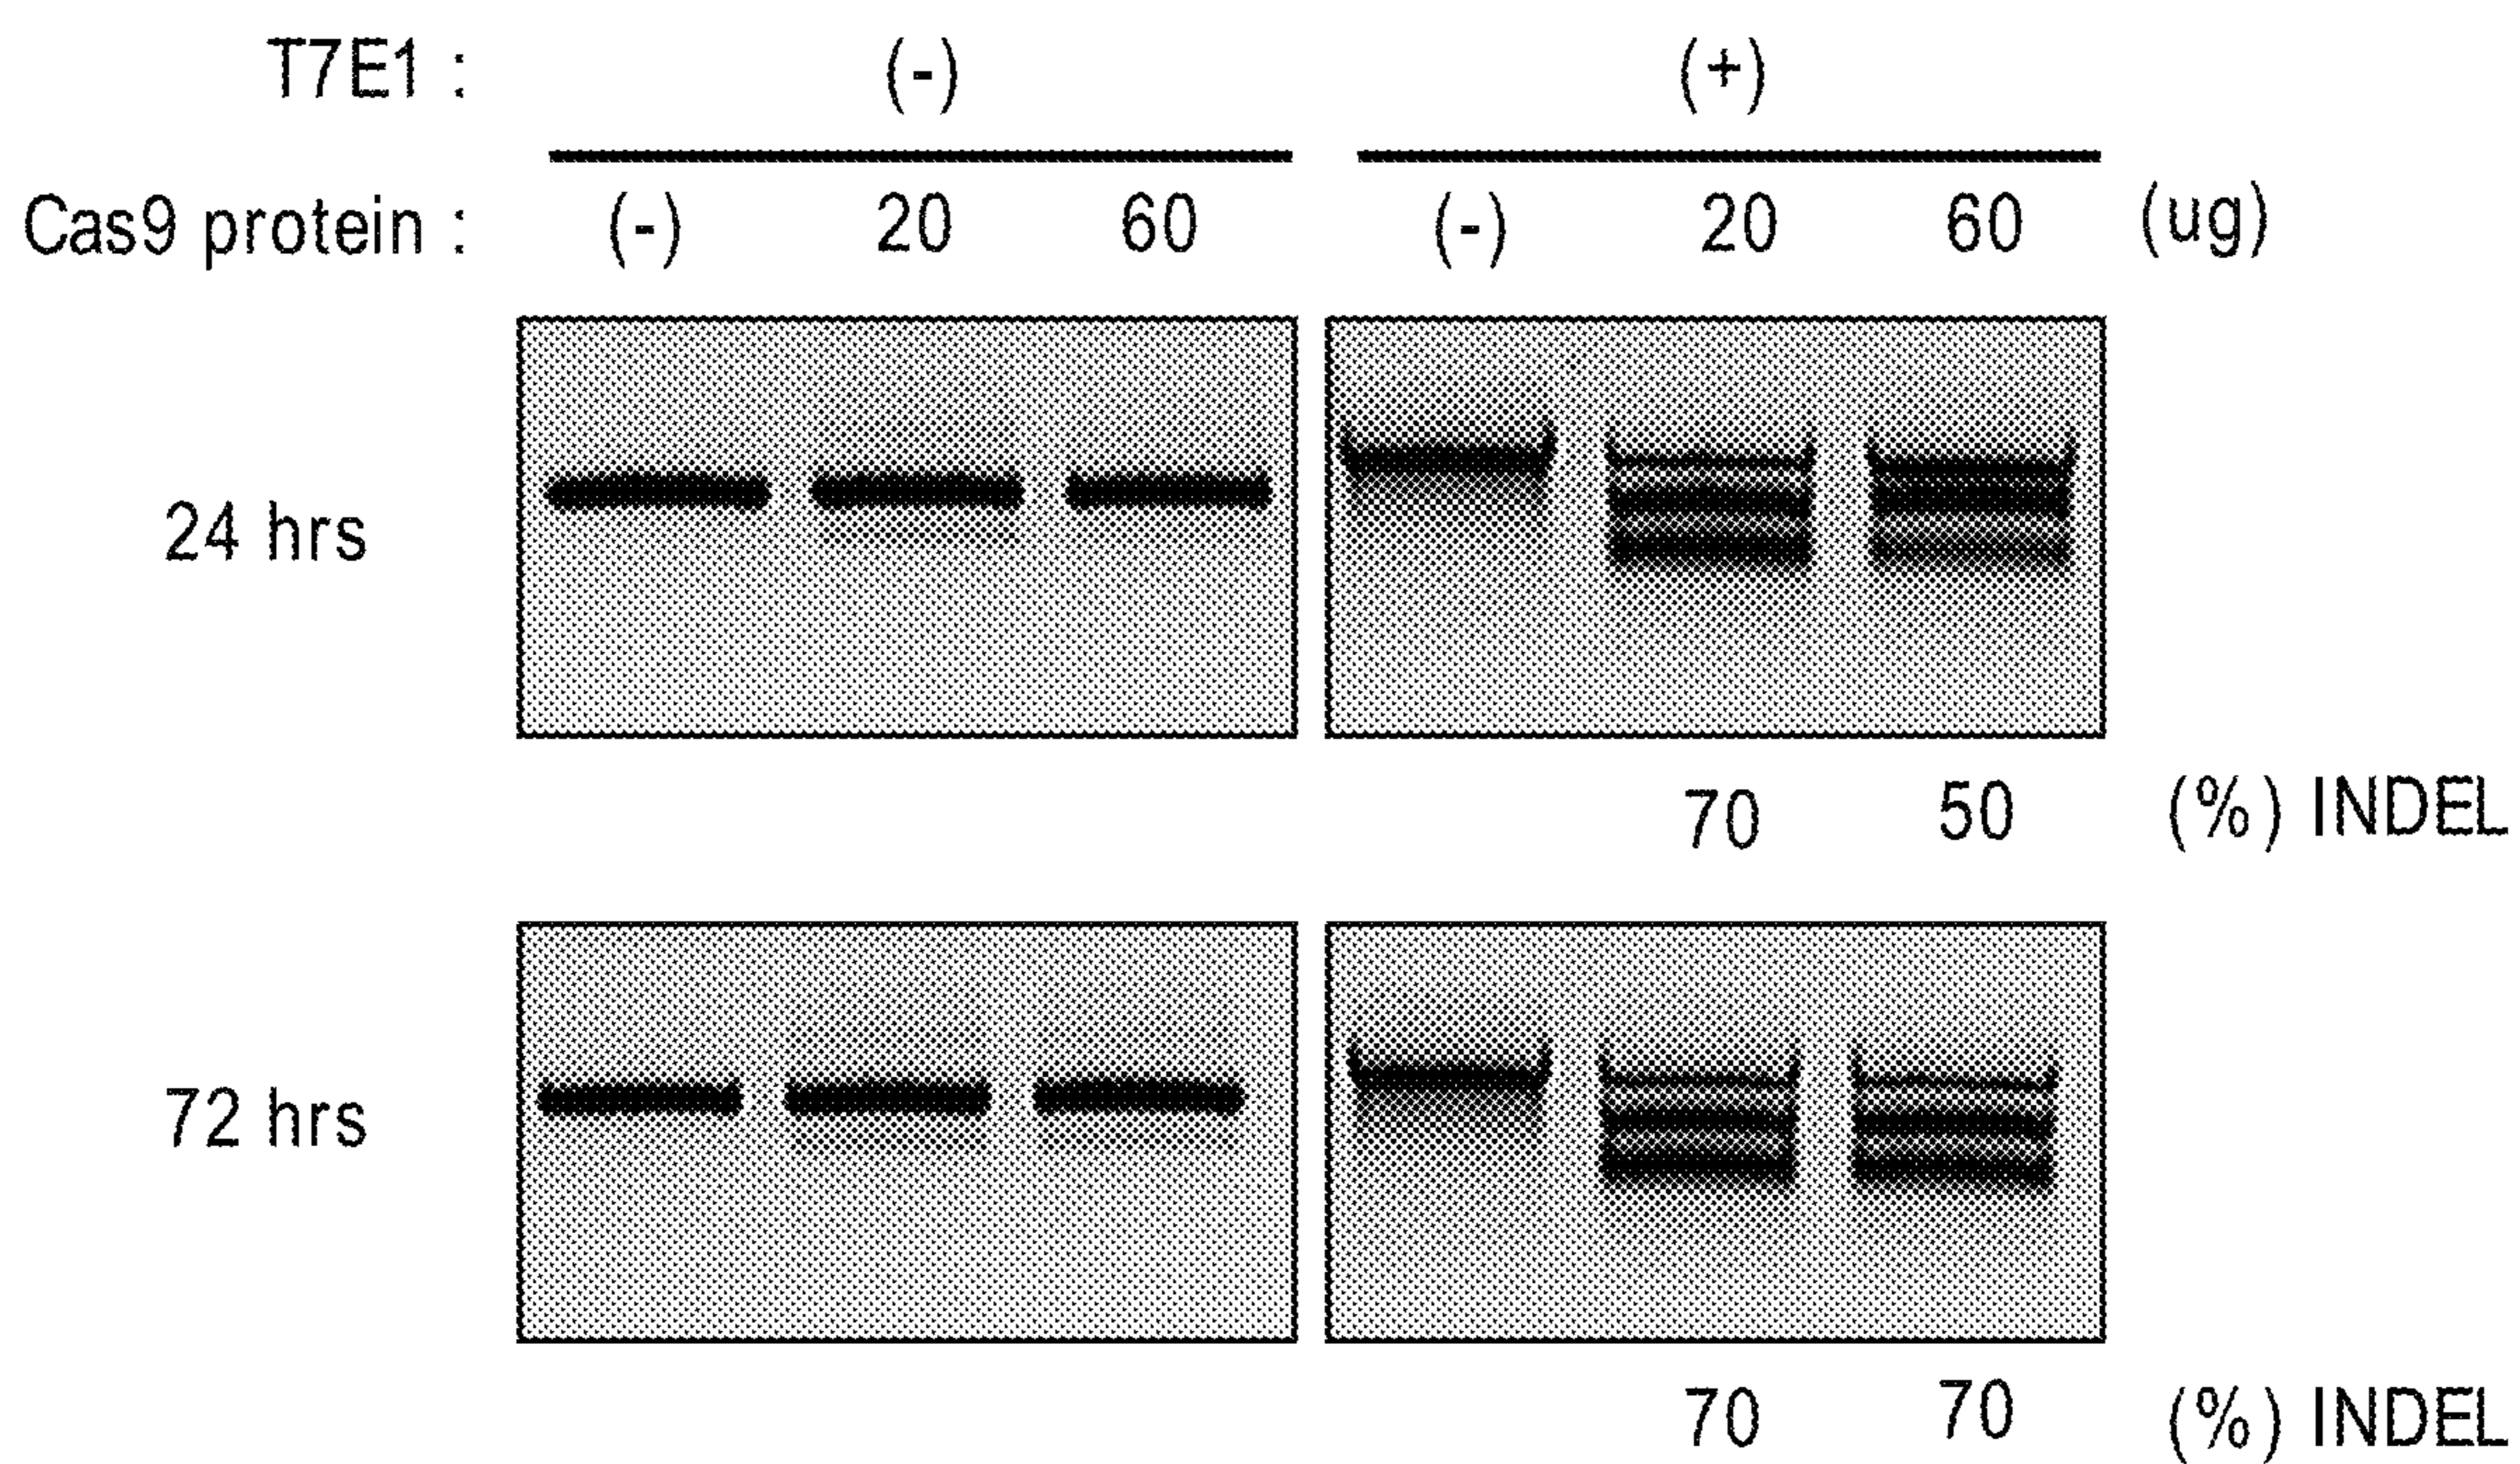 T7E1 : (-) (+)
Cas9 protein : (-) 20 60 (-) 20 60 (ug)
24 hrs
70 50 (%) INDEL
72 hrs
70 70 (%) INDEL